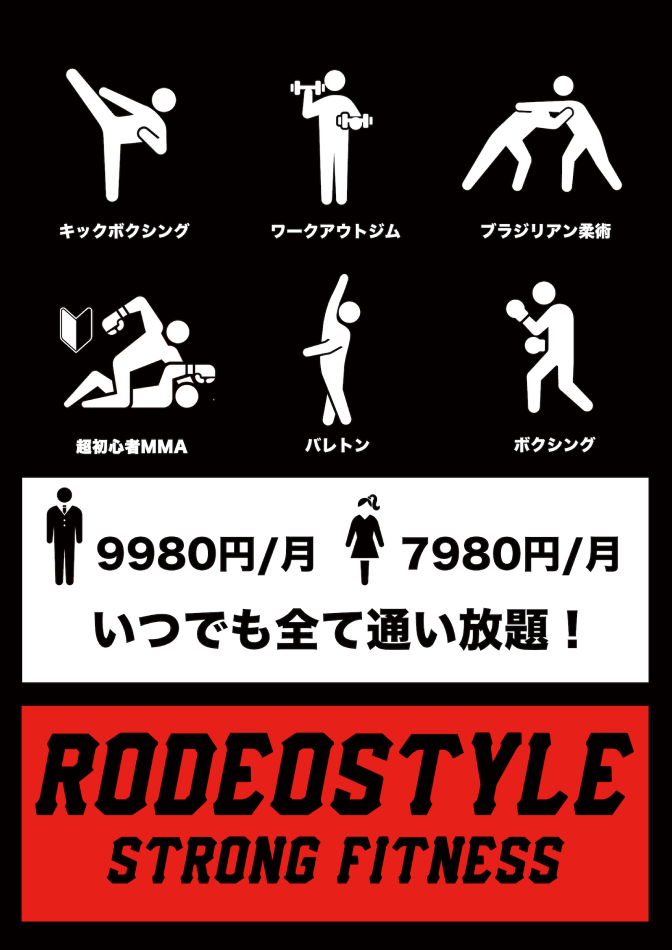 キックボクシング
ワークアウトジム
ブラジリアン柔術
超初心者MMA
バレトン
ボクシング
9980円/月
7980円/月
いつでも全て通い放題！
RODEOSTYLE
STRONG FITNESS